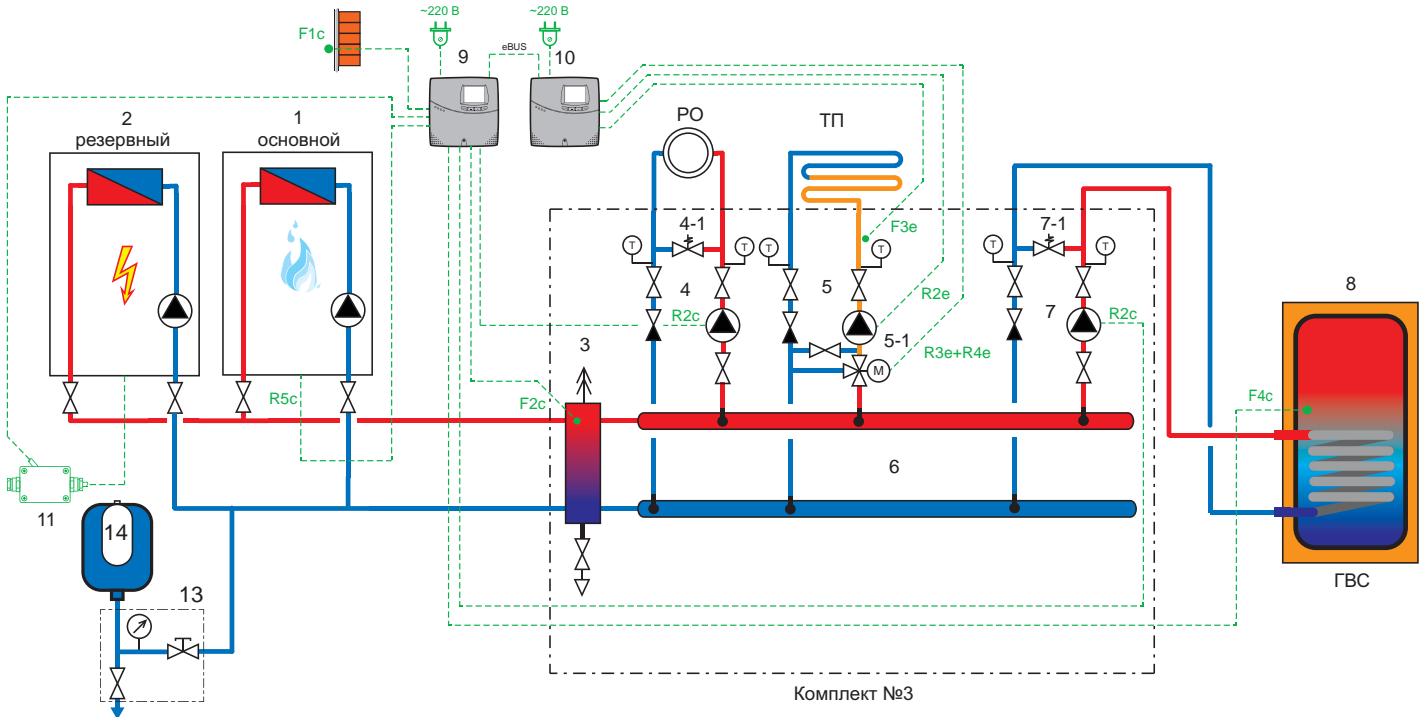 ~220 В
~220 В
F1c
9
eBUS
10
2
резервный
1
основной
РО
ТП
4-1
7-1
T
T
T
T
T
T
F3e
4
5
7
8
R2c
R2e
R2c
5-1
R3e+R4e
M
3
R5c
F2c
F4c
6
11
14
13
ГВС
Комплект №3